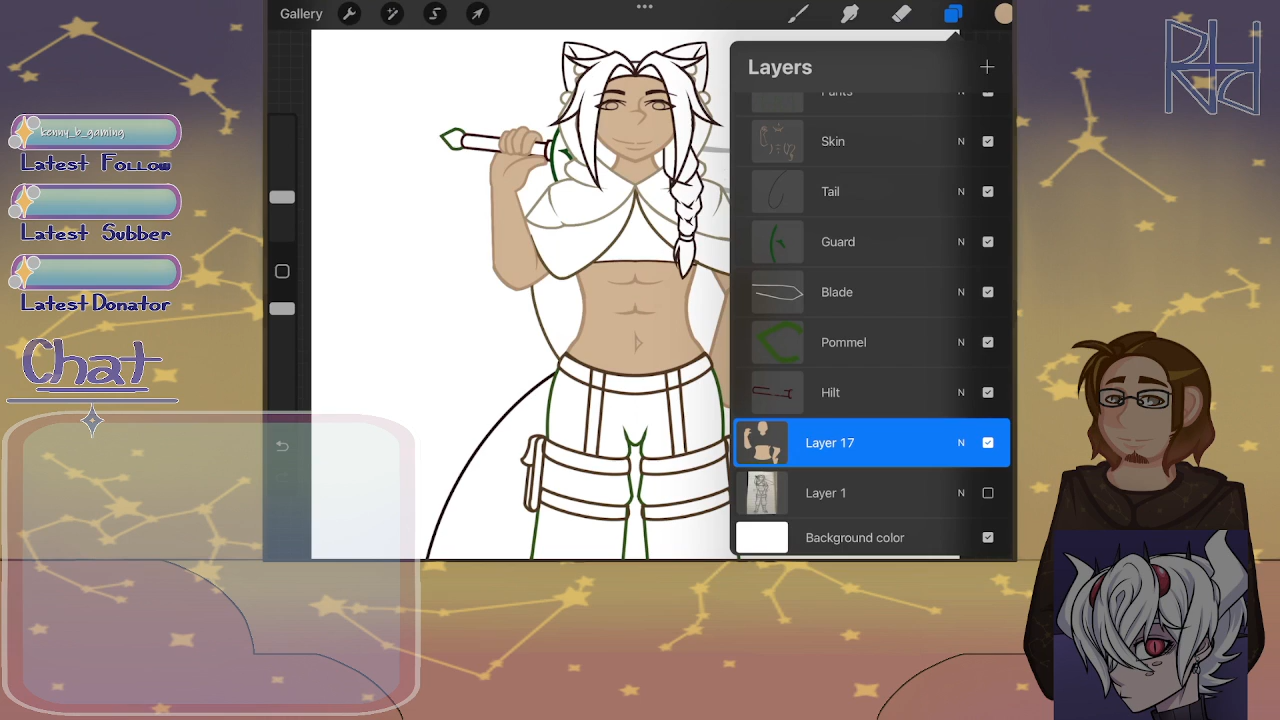 Gallery
Layers
Pants
N
Skin
N
Tail
N
Guard
N
Blade
N
Pommel
N
Hilt
N
Layer 17
N
Layer 1
N
Background color
kenny_b_gaming
Latest Follow
Latest Subber
Latest Donator
Chat